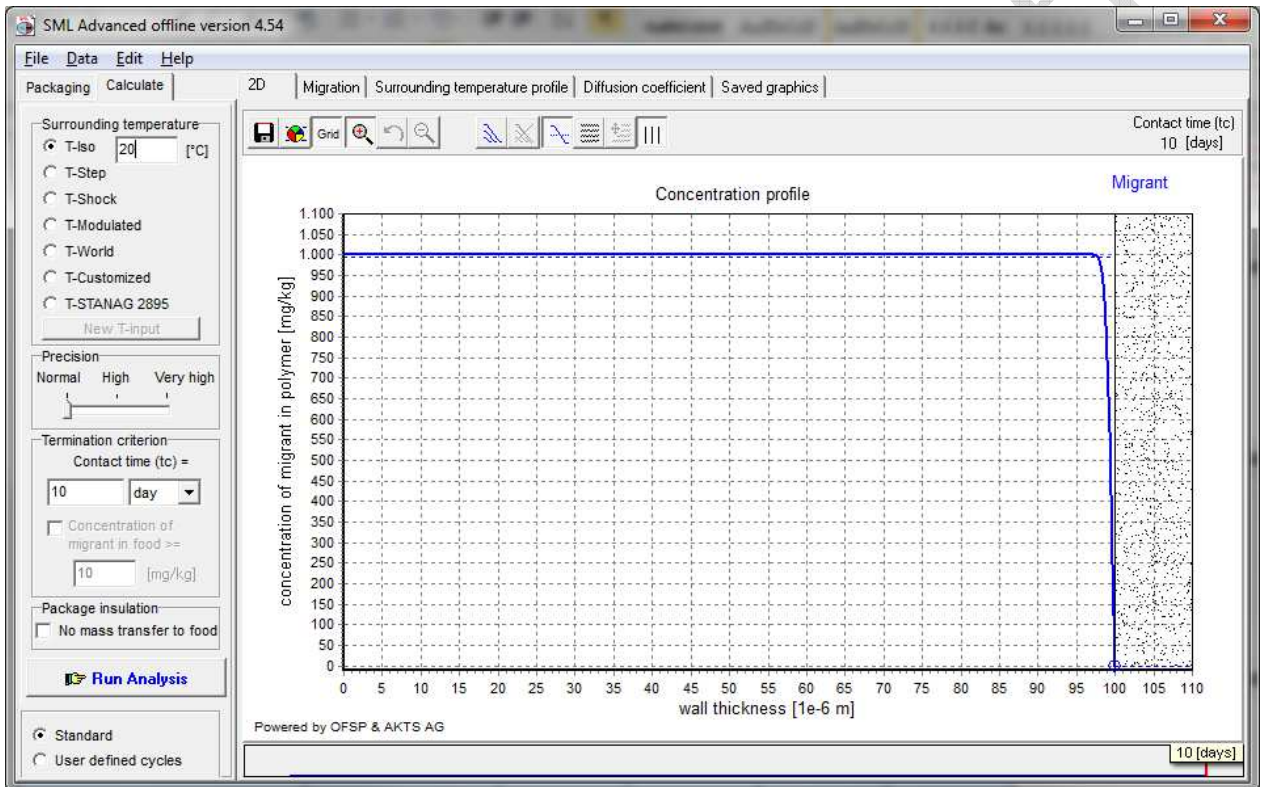 SML Advanced offline version 4.54
File Data Edit Help
Packaging Calculate
2D Migration Surrounding temperature profile Diffusion coefficient Saved graphics
Surrounding temperature
T-Iso 20 [°C]
T-Step
T-Shock
T-Modulated
T-World
T-Customized
T-STANAG 2895
New T-input
Precision
Normal High Very high
Termination criterion
Contact time (tc) =
10 day
Concentration of
migrant in food >=
10 [mg/kg]
Package insulation
No mass transfer to food
Run Analysis
Standard
User defined cycles
Grid
Contact time (tc)
10 [days]
Migrant
Concentration profile
concentration of migrant in polymer [mg/kg]
1.100
1.050
1.000
950
900
850
800
750
700
650
600
550
500
450
400
350
300
250
200
150
100
50
0
0 5 10 15 20 25 30 35 40 45 50 55 60 65 70 75 80 85 90 95 100 105 110
wall thickness [1e-6 m]
Powered by OFSP & AKTS AG
10 [days]